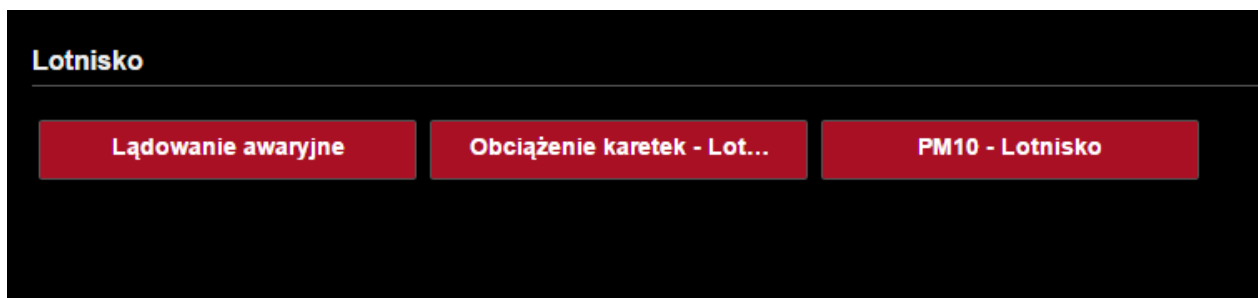 Lotnisko
Lądowanie awaryjne
Obciążenie karetek - Lot...
PM10 - Lotnisko